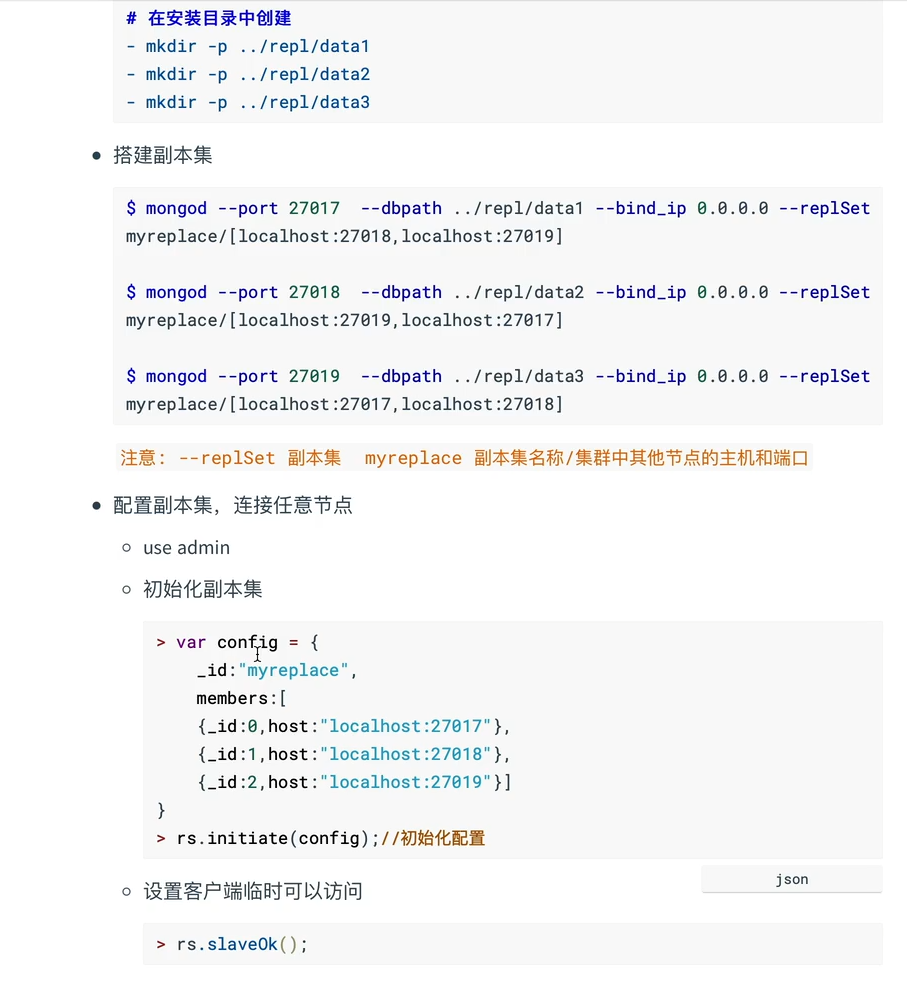 # 在安装目录中创建
- mkdir -p ../repl/data1
- mkdir -p ../repl/data2
- mkdir -p ../repl/data3
搭建副本集
$ mongod --port 27017  --dbpath ../repl/data1 --bind_ip 0.0.0.0 --replSet
myreplace/[localhost:27018,localhost:27019]
$ mongod --port 27018  --dbpath ../repl/data2 --bind_ip 0.0.0.0 --replSet
myreplace/[localhost:27019,localhost:27017]
$ mongod --port 27019  --dbpath ../repl/data3 --bind_ip 0.0.0.0 --replSet
myreplace/[localhost:27017,localhost:27018]
注意: --replSet 副本集  myreplace 副本集名称/集群中其他节点的主机和端口
配置副本集，连接任意节点
use admin
初始化副本集
> var config = {
_id:"myreplace",
members:[
{_id:0,host:"localhost:27017"},
{_id:1,host:"localhost:27018"},
{_id:2,host:"localhost:27019"}]
}
> rs.initiate(config);//初始化配置
json
设置客户端临时可以访问
> rs.slaveOk();